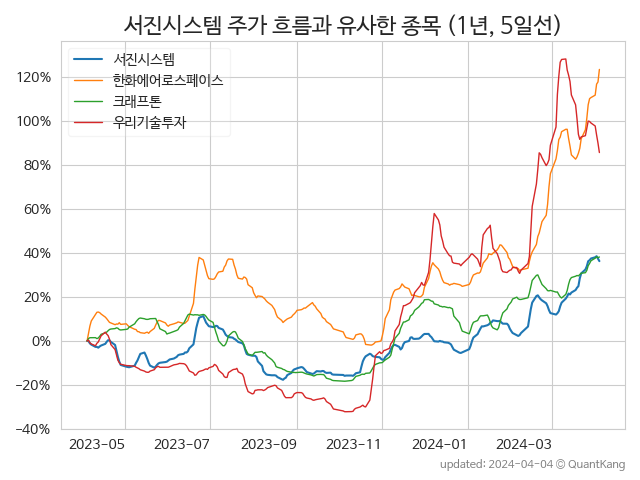 서진시스템 주가 흐름과 유사한 종목 (1년, 5일선)
서진시스템
한화에어로스페이스
크래프톤
우리기술투자
120%
100%
80%
60%
40%
20%
0%
−20%
−40%
2023−05
2023−07
2023−09
2023−11
2024−01
2024−03
updated: 2024-04-04 © QuantKang